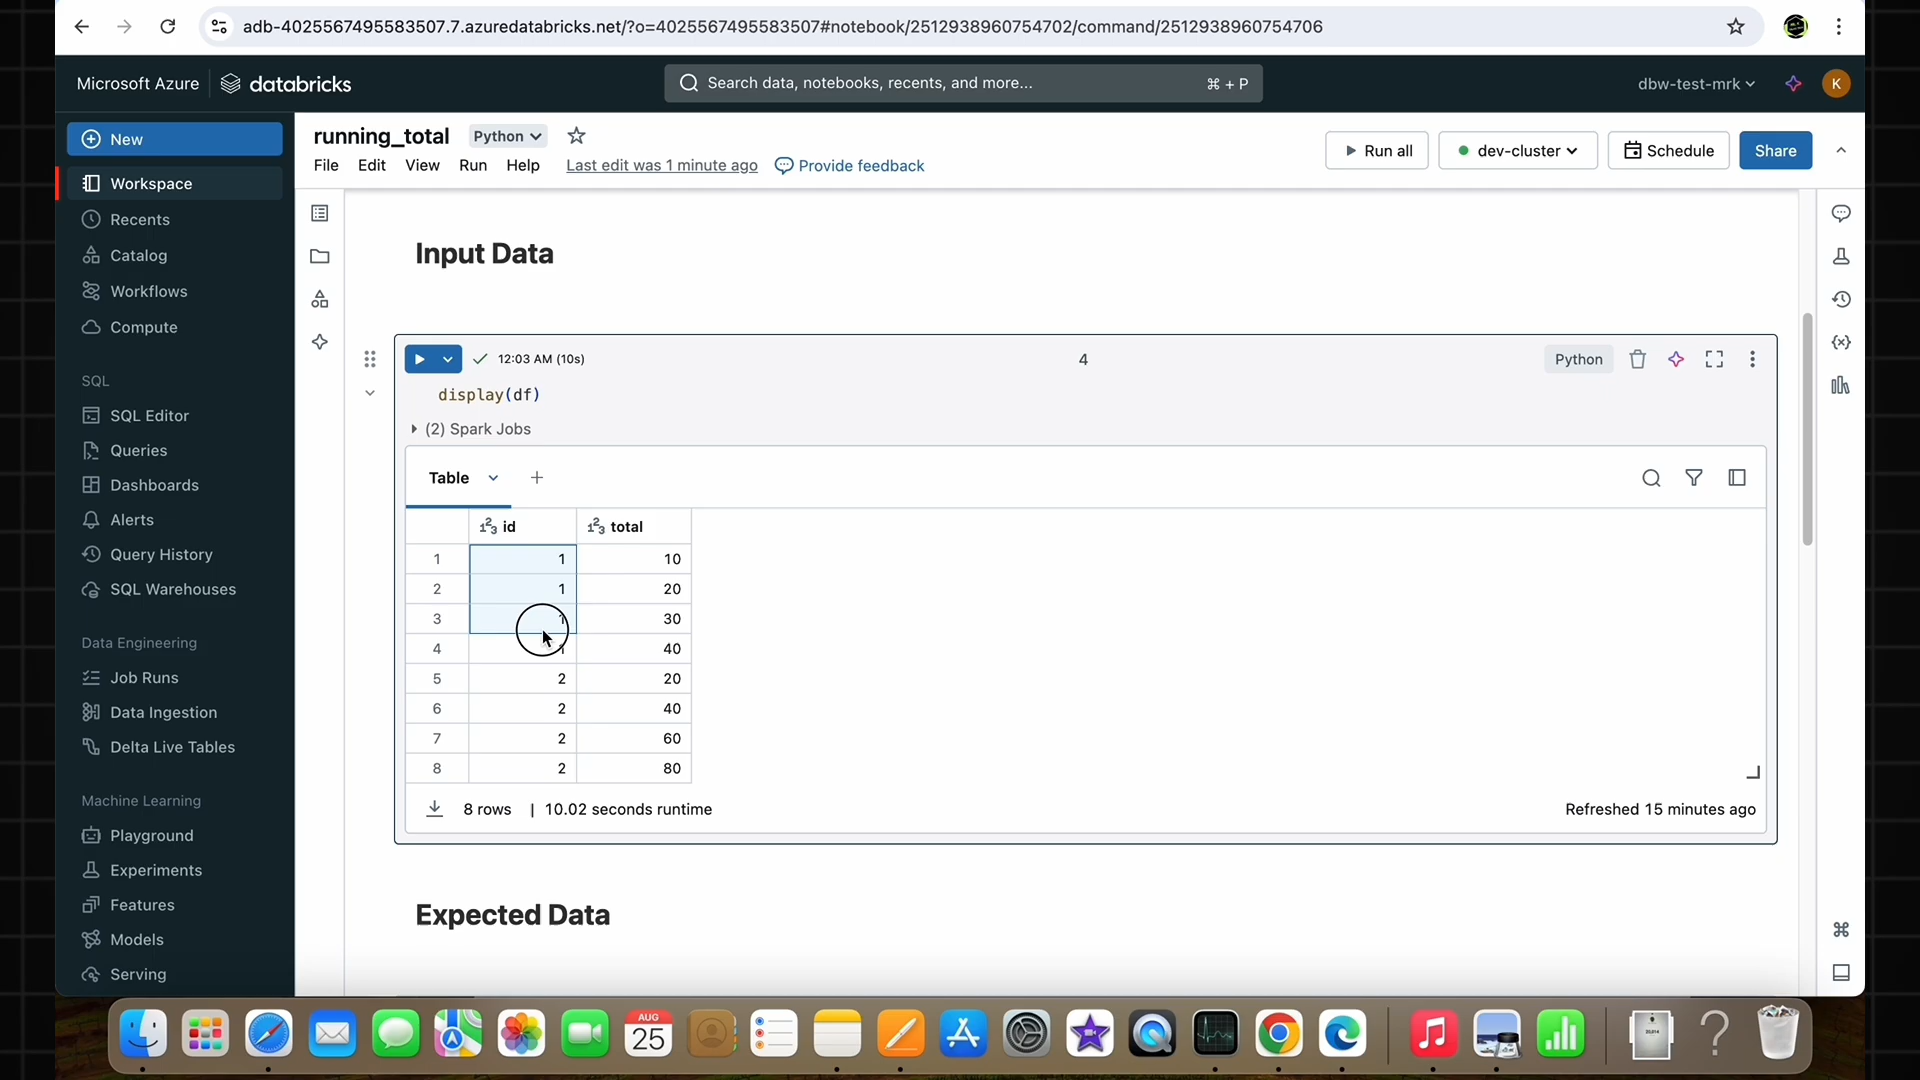 adb-4025567495583507.7.azuredatabricks.net/?o=4025567495583507#notebook/2512938960754702/command/2512938960754706
Microsoft Azure databricks
Search data, notebooks, recents, and more... ⌘ + P
dbw-test-mrk
K
New
Workspace
Recents
Catalog
Workflows
Compute
SQL
SQL Editor
Queries
Dashboards
Alerts
Query History
SQL Warehouses
Data Engineering
Job Runs
Data Ingestion
Delta Live Tables
Machine Learning
Playground
Experiments
Features
Models
Serving
running_total Python
File Edit View Run Help Last edit was 1 minute ago Provide feedback
Run all dev-cluster Schedule Share
Input Data
12:03 AM (10s) 4 Python
display(df)
(2) Spark Jobs
Table +
id total
1 1 10
2 1 20
3 1 30
4 1 40
5 2 20
6 2 40
7 2 60
8 2 80
8 rows | 10.02 seconds runtime Refreshed 15 minutes ago
Expected Data
AUG
25